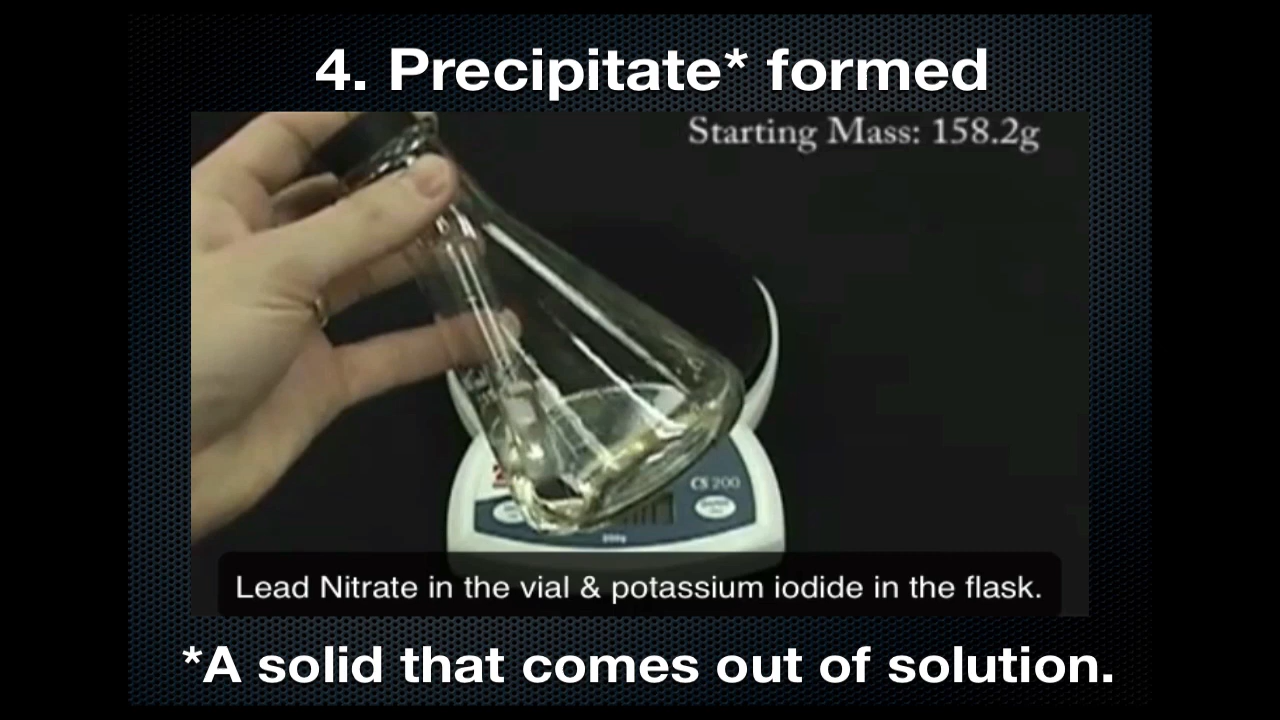 4. Precipitate* formed
Starting Mass: 158.2g
CS 200
Lead Nitrate in the vial & potassium iodide in the flask.
*A solid that comes out of solution.